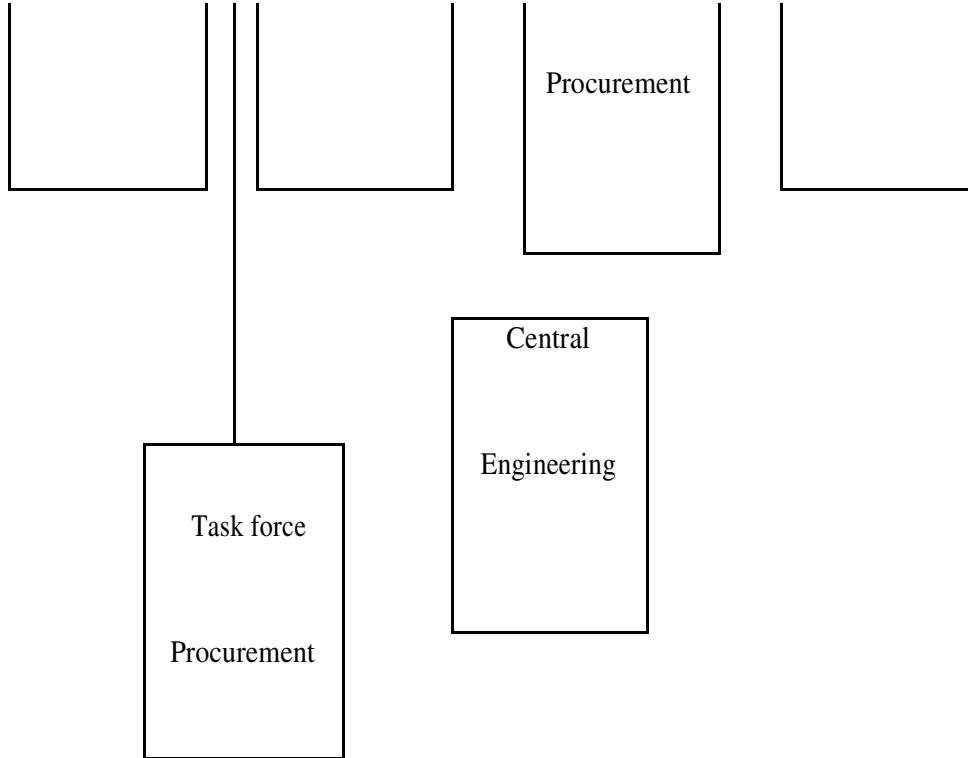 Procurement
Central
Engineering
Task force
Procurement